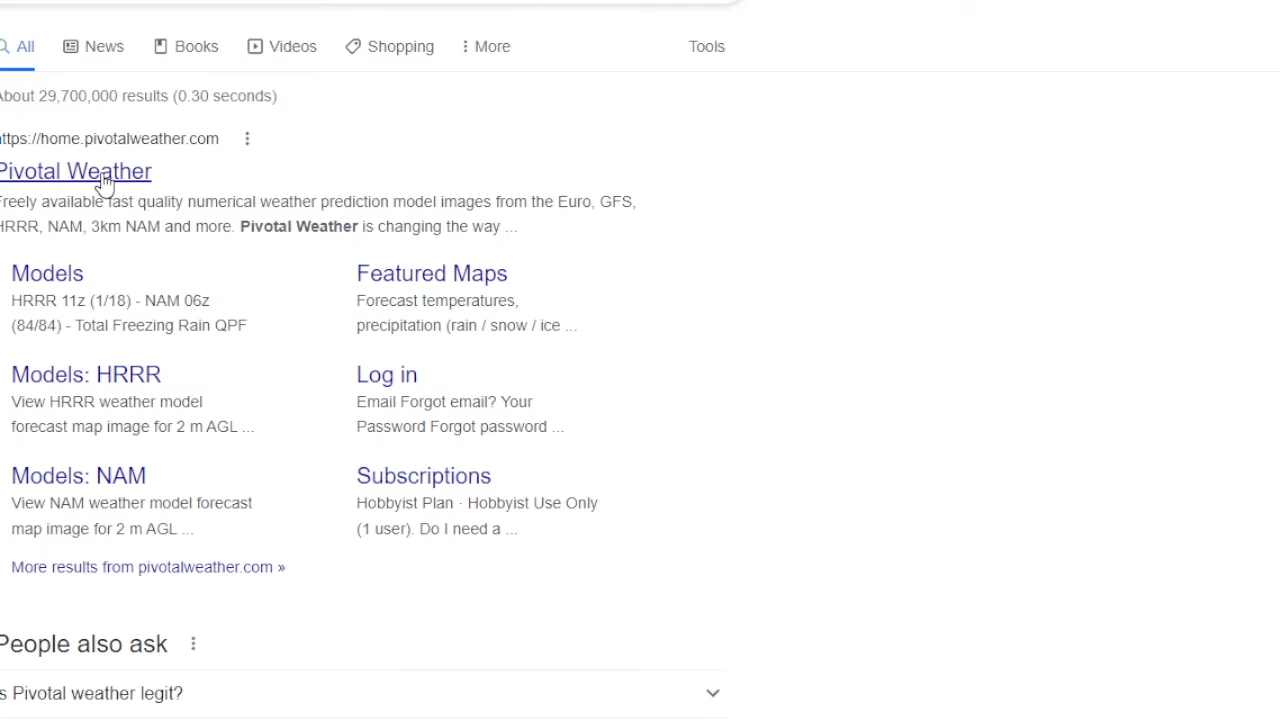 All News Books Videos Shopping More Tools
About 29,700,000 results (0.30 seconds)
https://home.pivotalweather.com
Pivotal Weather
Freely available fast quality numerical weather prediction model images from the Euro, GFS,
HRRR, NAM, 3km NAM and more. Pivotal Weather is changing the way ...
Models
HRRR 11z (1/18) - NAM 06z
(84/84) - Total Freezing Rain QPF
Featured Maps
Forecast temperatures,
precipitation (rain / snow / ice ...
Models: HRRR
View HRRR weather model
forecast map image for 2 m AGL ...
Log in
Email Forgot email? Your
Password Forgot password ...
Models: NAM
View NAM weather model forecast
map image for 2 m AGL ...
Subscriptions
Hobbyist Plan · Hobbyist Use Only
(1 user). Do I need a ...
More results from pivotalweather.com »
People also ask
Is Pivotal weather legit?